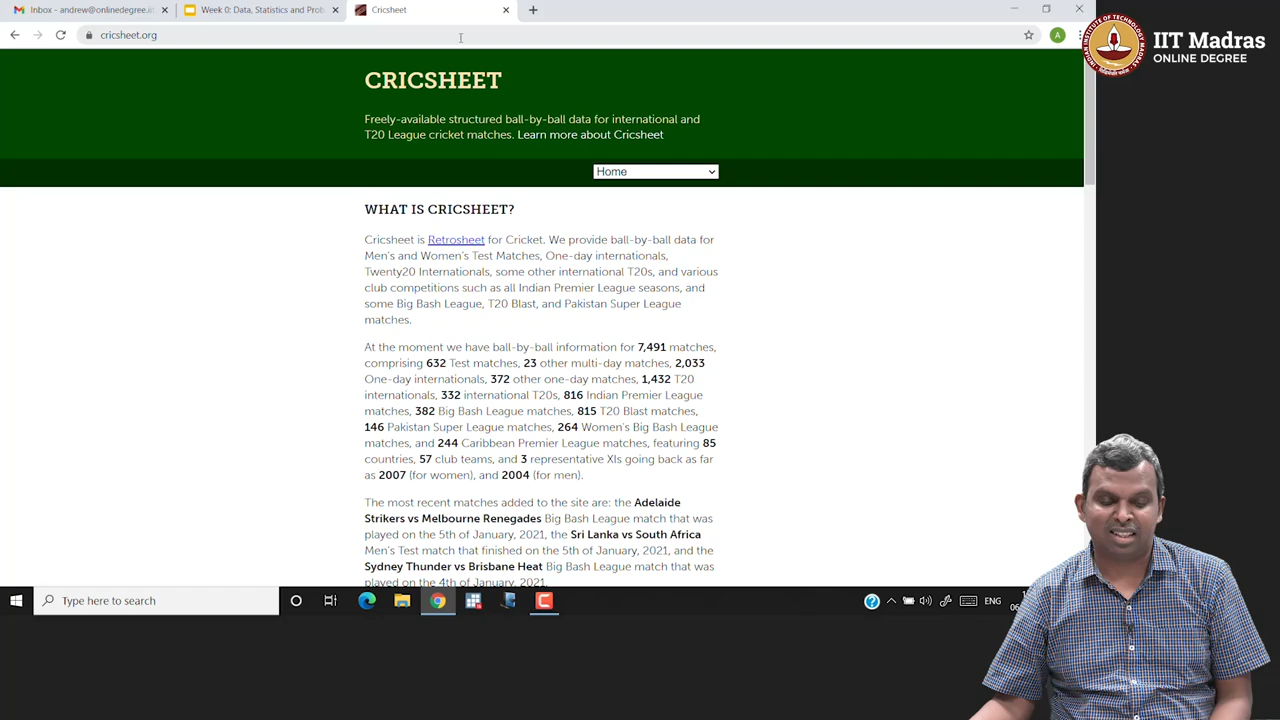 Inbox - andrew@onlinedegree.ii
Week 0: Data, Statistics and Prob
Cricsheet
cricsheet.org
A
IIT Madras
ONLINE DEGREE
CRICSHEET
Freely-available structured ball-by-ball data for international and
T20 League cricket matches. Learn more about Cricsheet
Home
WHAT IS CRICSHEET?
Cricsheet is Retrosheet for Cricket. We provide ball-by-ball data for
Men's and Women's Test Matches, One-day internationals,
Twenty20 Internationals, some other international T20s, and various
club competitions such as all Indian Premier League seasons, and
some Big Bash League, T20 Blast, and Pakistan Super League
matches.
At the moment we have ball-by-ball information for 7,491 matches,
comprising 632 Test matches, 23 other multi-day matches, 2,033
One-day internationals, 372 other one-day matches, 1,432 T20
internationals, 332 international T20s, 816 Indian Premier League
matches, 382 Big Bash League matches, 815 T20 Blast matches,
146 Pakistan Super League matches, 264 Women's Big Bash League
matches, and 244 Caribbean Premier League matches, featuring 85
countries, 57 club teams, and 3 representative XIs going back as far
as 2007 (for women), and 2004 (for men).
The most recent matches added to the site are: the Adelaide
Strikers vs Melbourne Renegades Big Bash League match that was
played on the 5th of January, 2021, the Sri Lanka vs South Africa
Men's Test match that finished on the 5th of January, 2021, and the
Sydney Thunder vs Brisbane Heat Big Bash League match that was
played on the 4th of January, 2021.
Type here to search
ENG